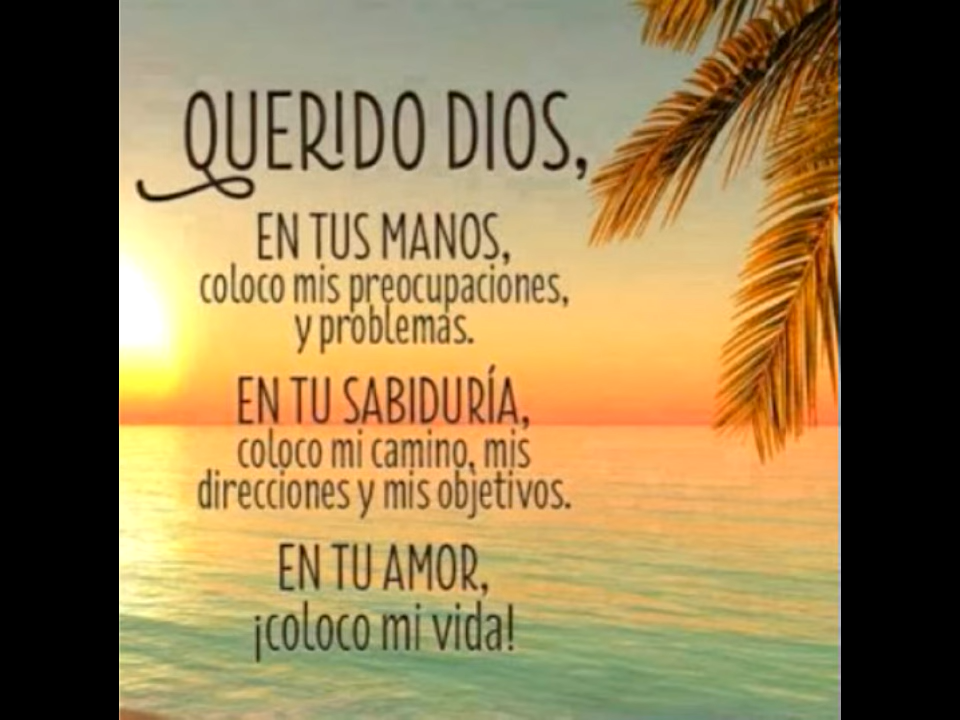 QUERIDO DIOS,
EN TUS MANOS,
coloco mis preocupaciones,
y problemas.
EN TU SABIDURÍA,
coloco mi camino, mis
direcciones y mis objetivos.
EN TU AMOR,
¡coloco mi vida!